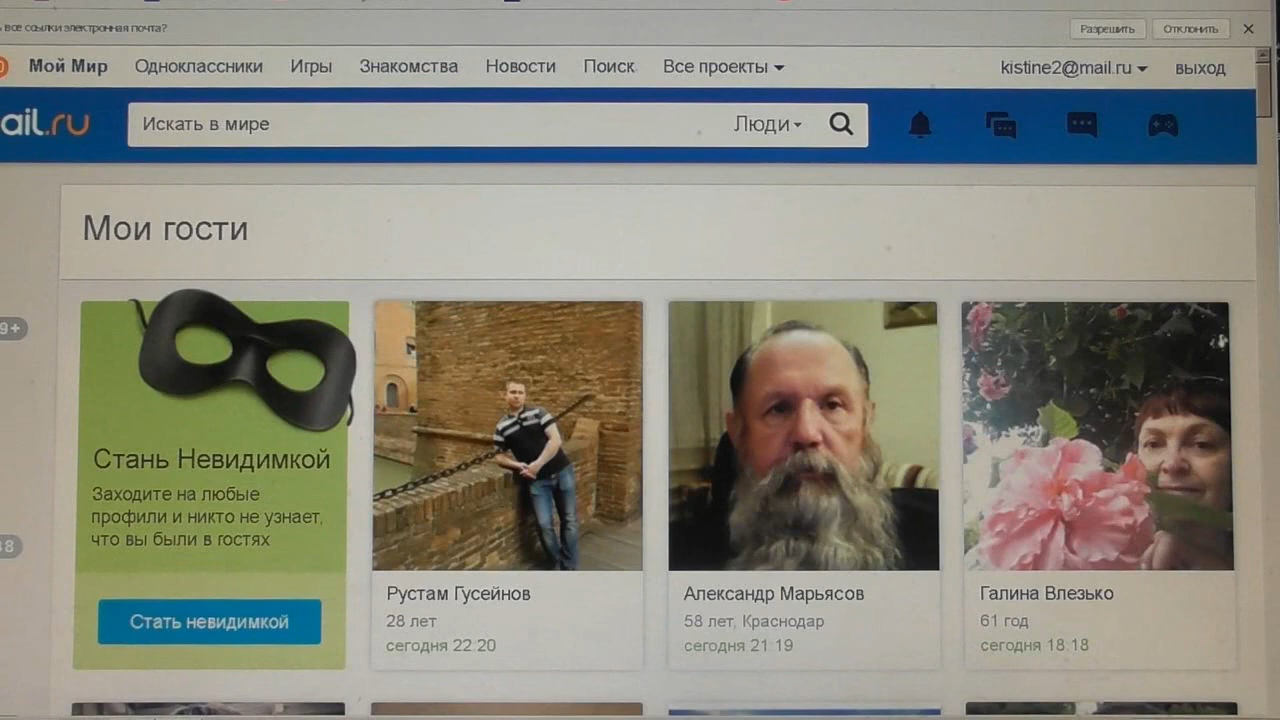 ь все ссылки электронная почта?
Разрешить
Отклонить
Мой Мир
Одноклассники
Игры
Знакомства
Новости
Поиск
Все проекты
kistine2@mail.ru
выход
ail.ru
Искать в мире
Люди
Мои гости
9+
Стань Невидимкой
Заходите на любые
профили и никто не узнает,
что вы были в гостях
Стать невидимкой
Рустам Гусейнов
28 лет
сегодня 22:20
Александр Марьясов
58 лет, Краснодар
сегодня 21:19
Галина Влезько
61 год
сегодня 18:18